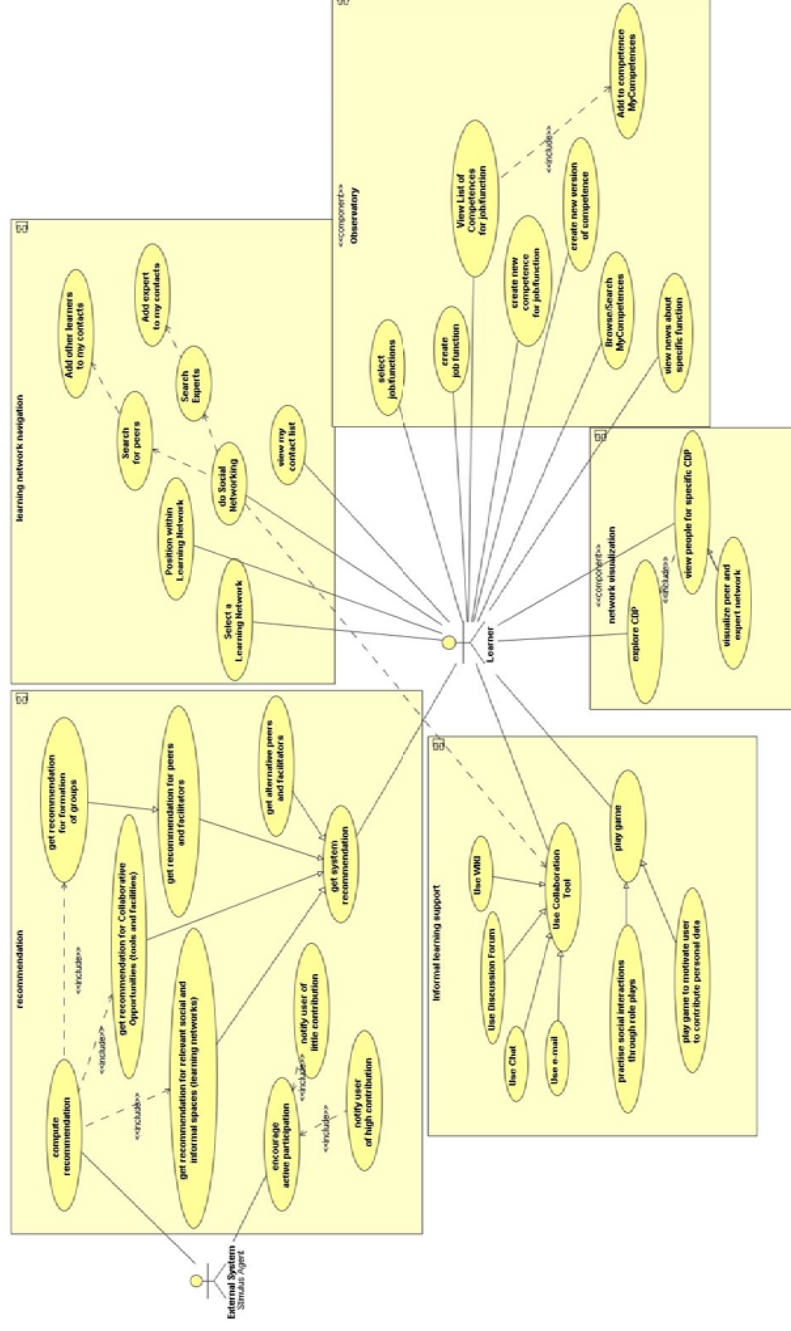 recommendation
compute
recommendation
<<include>>
get recommendation
for formation
of groups
<<include>>
get recommendation for Collaborative
Opportunities (tools and facilities)
<<include>>
get recommendation for peers
and facilitators
get recommendation for relevant social and
informal spaces (learning networks)
get alternative peers
and facilitators
get system
recommendation
encourage
active participation
<<include>>
notify user of
little contribution
<<include>>
notify user
of high contribution
External System
Stimulus Agent
learning network navigation
Add other learners
to my contacts
Search
for peers
Add expert
to my contacts
Search
Experts
Position within
Learning Network
do Social
Networking
Select a
Learning Network
view my
contact list
Learner
Informal learning support
Use WIKI
Use Discussion Forum
Use Chat
Use e-mail
Use Collaboration
Tool
play game
practise social interactions
through role plays
play game to motivate user
to contribute personal data
<<component>>
network visualization
explore CDP
<<include>>
view people for specific CDP
visualize peer and
expert network
<<component>>
Observatory
select
job/functions
create
job function
View List of
Competences
for job/function
<<include>>
Add to competence
MyCompetences
create new
competence
for job/function
create new version
of competence
Browse/Search
MyCompetences
view news about
specific function